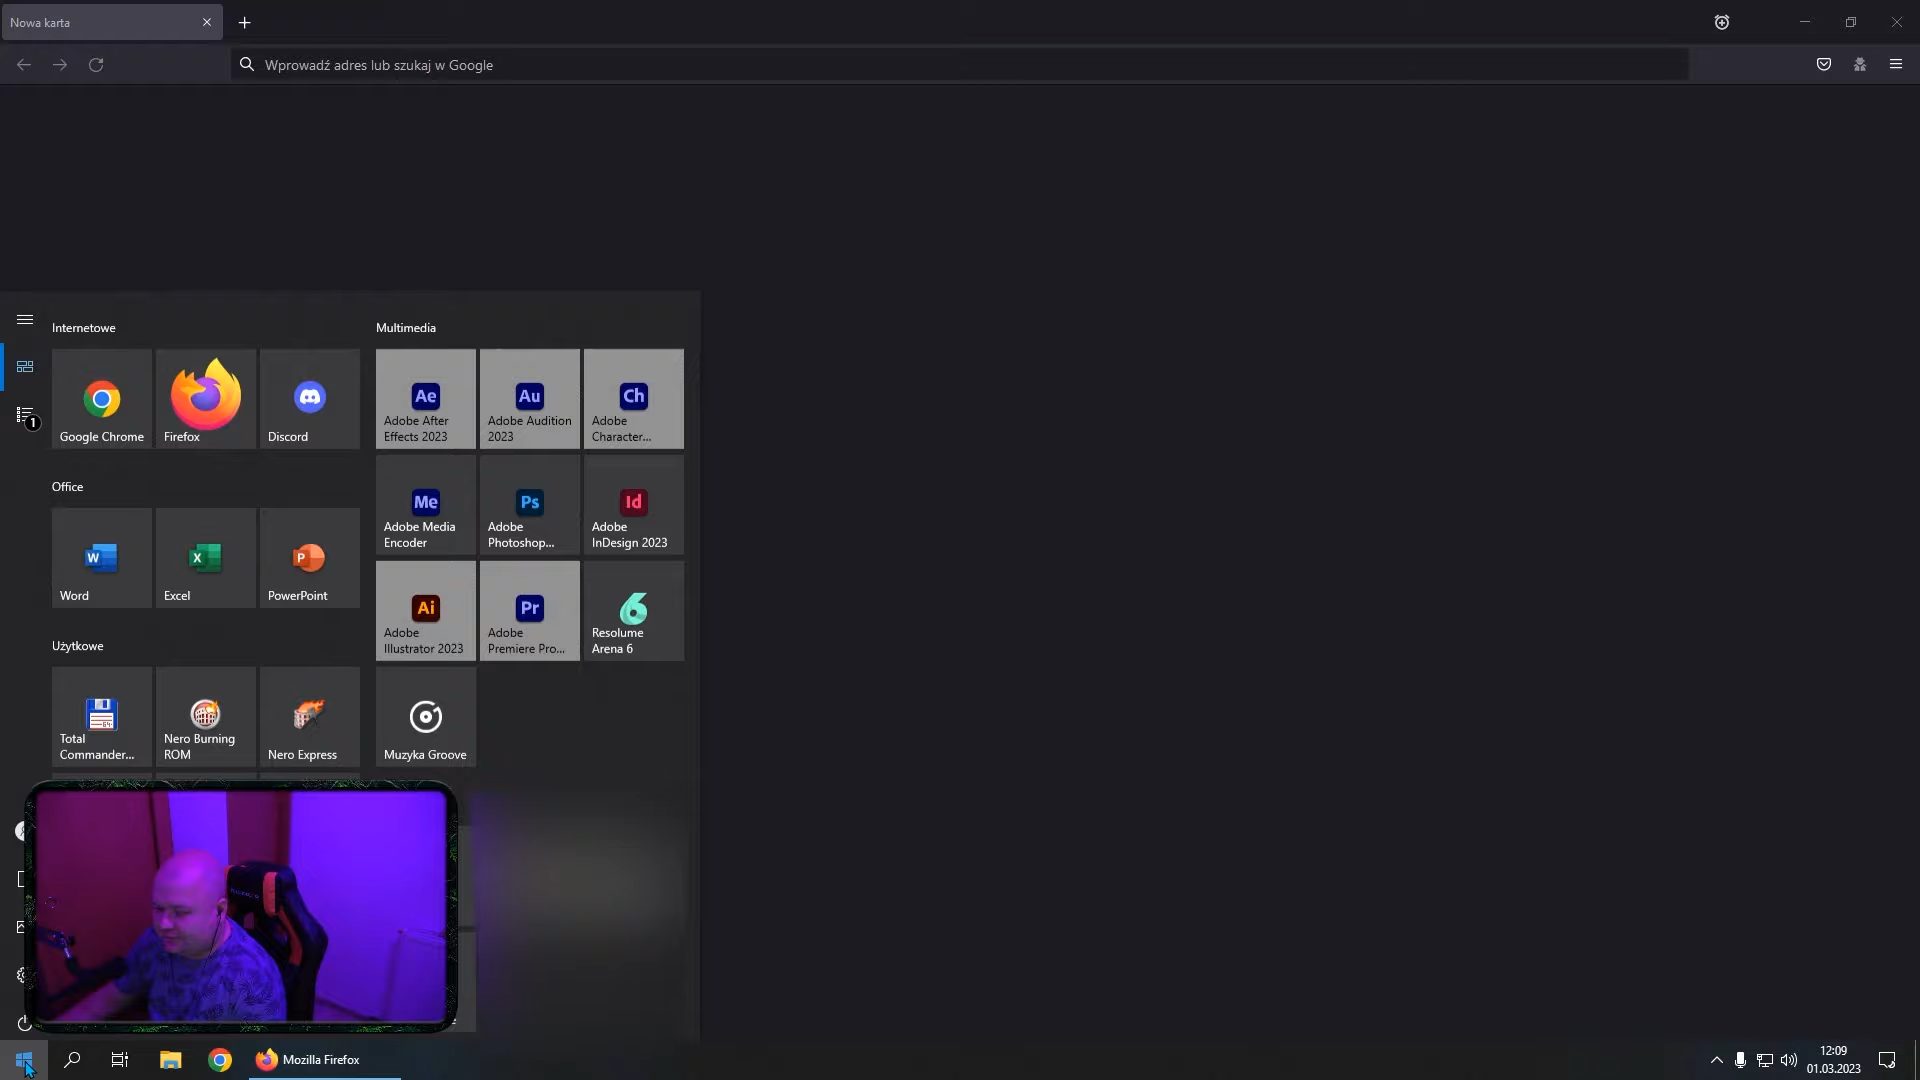 Nowa karta
Wprowadź adres lub szukaj w Google
1
Internetowe
Google Chrome
Firefox
Discord
Office
W
Word
X
Excel
P
PowerPoint
Użytkowe
64
Total
Commander...
Nero Burning
ROM
Nero Express
Multimedia
Ae
Adobe After
Effects 2023
Au
Adobe Audition
2023
Ch
Adobe
Character...
Me
Adobe Media
Encoder
Ps
Adobe
Photoshop...
Id
Adobe
InDesign 2023
Ai
Adobe
Illustrator 2023
Pr
Adobe
Premiere Pro...
Resolume
Arena 6
Muzyka Groove
Mozilla Firefox
12:09
01.03.2023